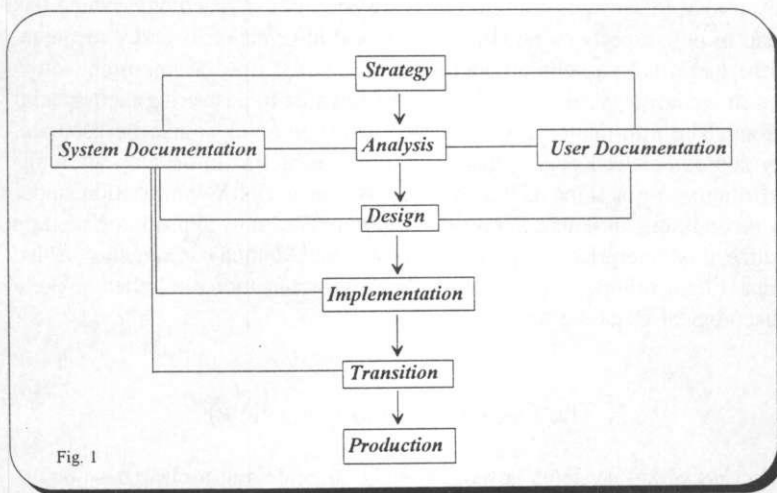 Strategy
System Documentation
Analysis
User Documentation
Design
Implementation
Transition
Production
Fig. 1